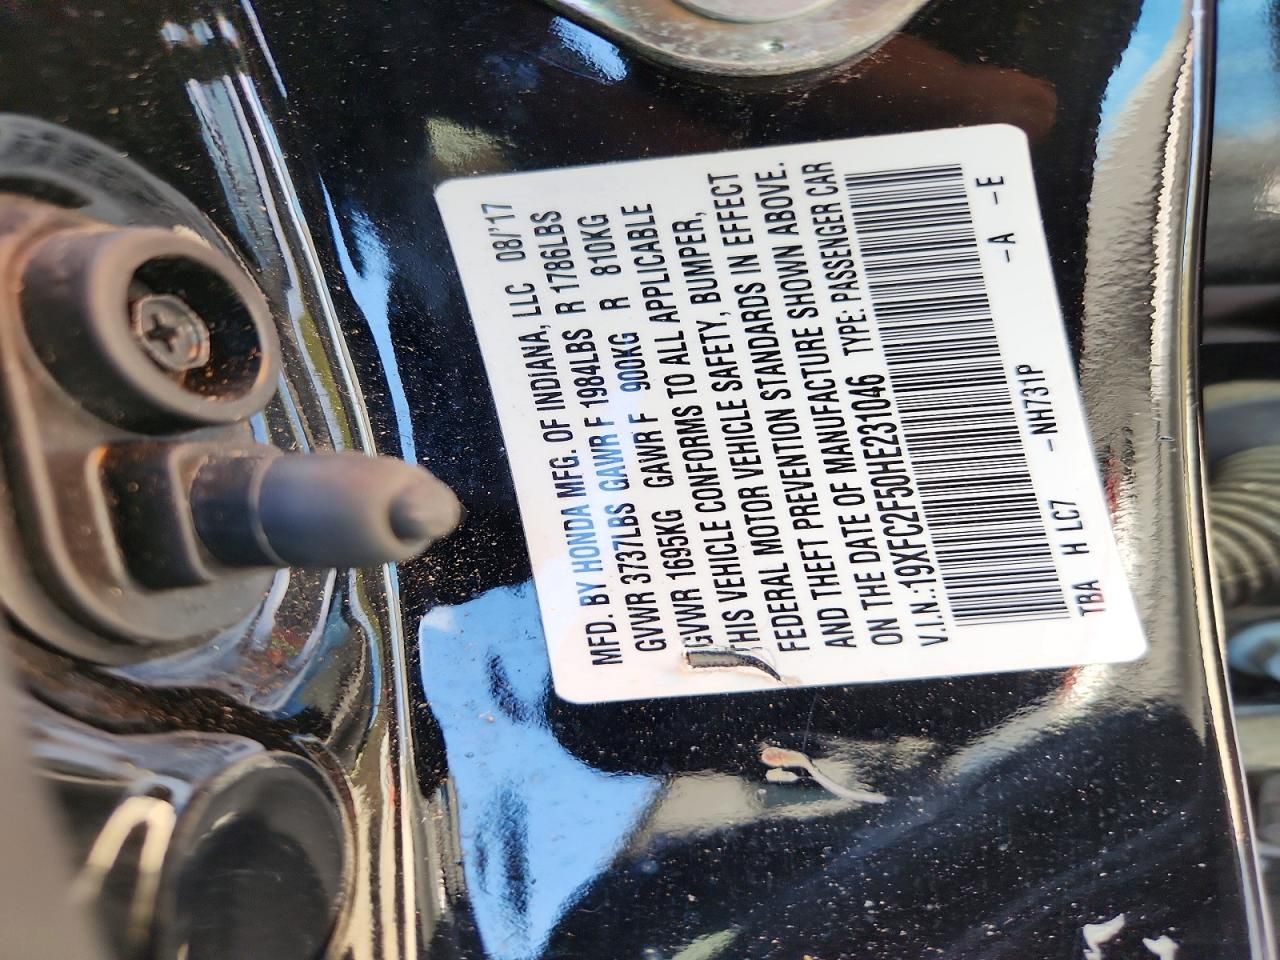 MFD. BY HONDA MFG. OF INDIANA, LLC 08/'17
GVWR 3737LBS GAWR F 1984LBS R 1786LBS
GVWR 1695KG GAWR F 900KG R 810KG
THIS VEHICLE CONFORMS TO ALL APPLICABLE
FEDERAL MOTOR VEHICLE SAFETY, BUMPER,
AND THEFT PREVENTION STANDARDS IN EFFECT
ON THE DATE OF MANUFACTURE SHOWN ABOVE.
V.I.N.:19XFC2F50HE231046 TYPE: PASSENGER CAR
TBA H LC7 -NH731P -A -E